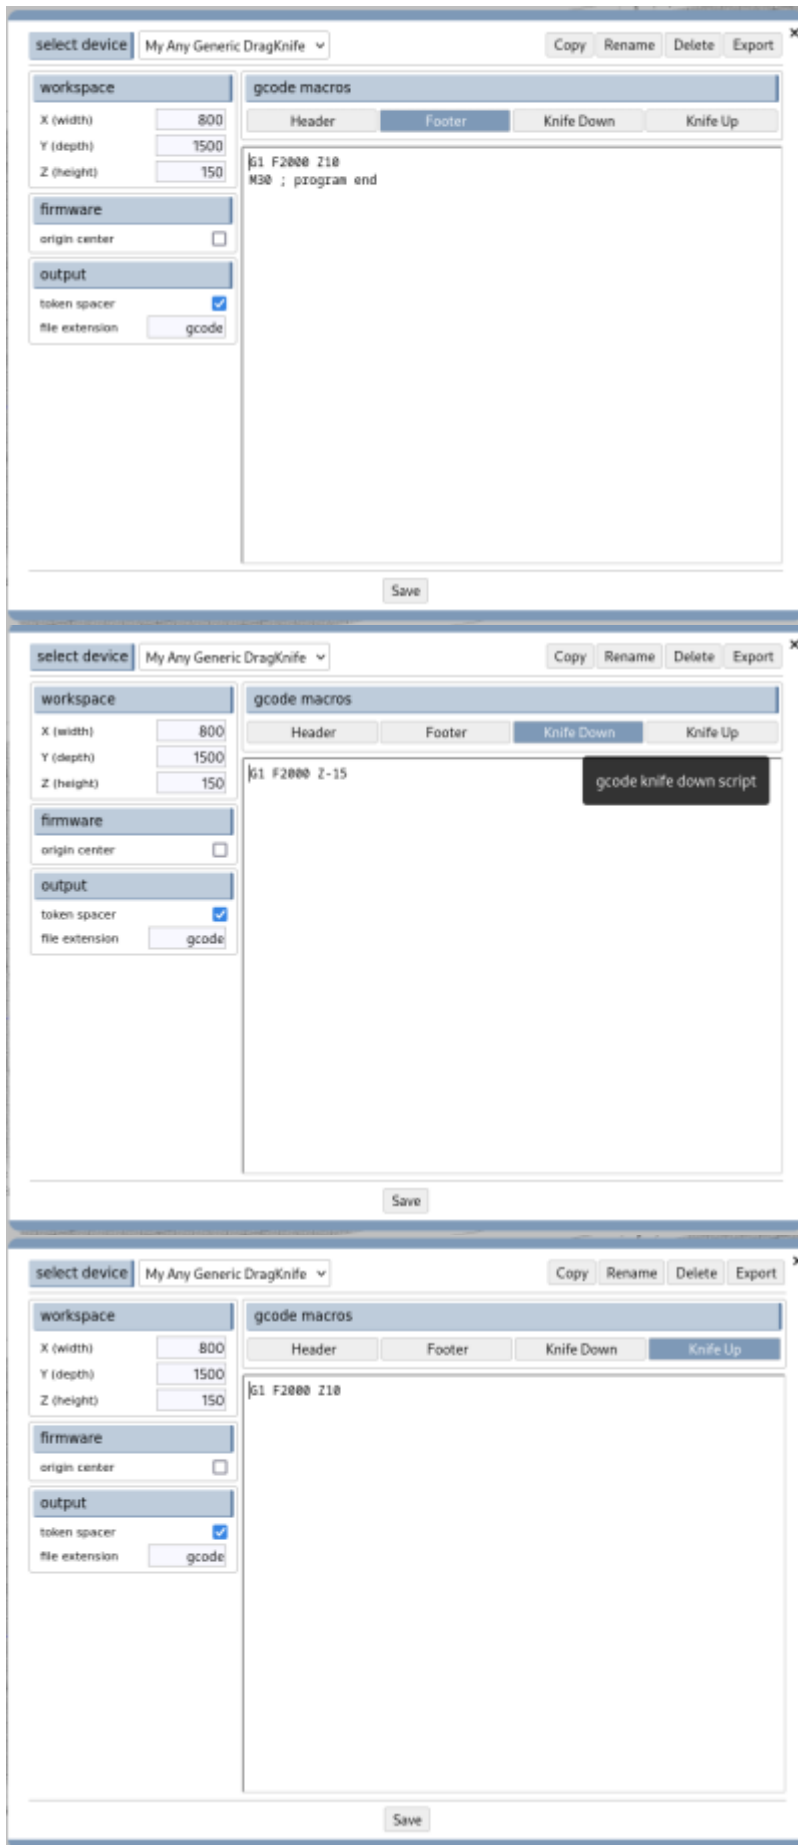 select device My Any Generic DragKnife Copy Rename Delete Export x
workspace
X (width) 800
Y (depth) 1500
Z (height) 150
firmware
origin center
output
token spacer
file extension gcode
gcode macros
Header Footer Knife Down Knife Up
G1 F2000 Z10
M30 ; program end
Save
select device My Any Generic DragKnife Copy Rename Delete Export x
workspace
X (width) 800
Y (depth) 1500
Z (height) 150
firmware
origin center
output
token spacer
file extension gcode
gcode macros
Header Footer Knife Down Knife Up
G1 F2000 Z-15
gcode knife down script
Save
select device My Any Generic DragKnife Copy Rename Delete Export x
workspace
X (width) 800
Y (depth) 1500
Z (height) 150
firmware
origin center
output
token spacer
file extension gcode
gcode macros
Header Footer Knife Down Knife Up
G1 F2000 Z10
Save